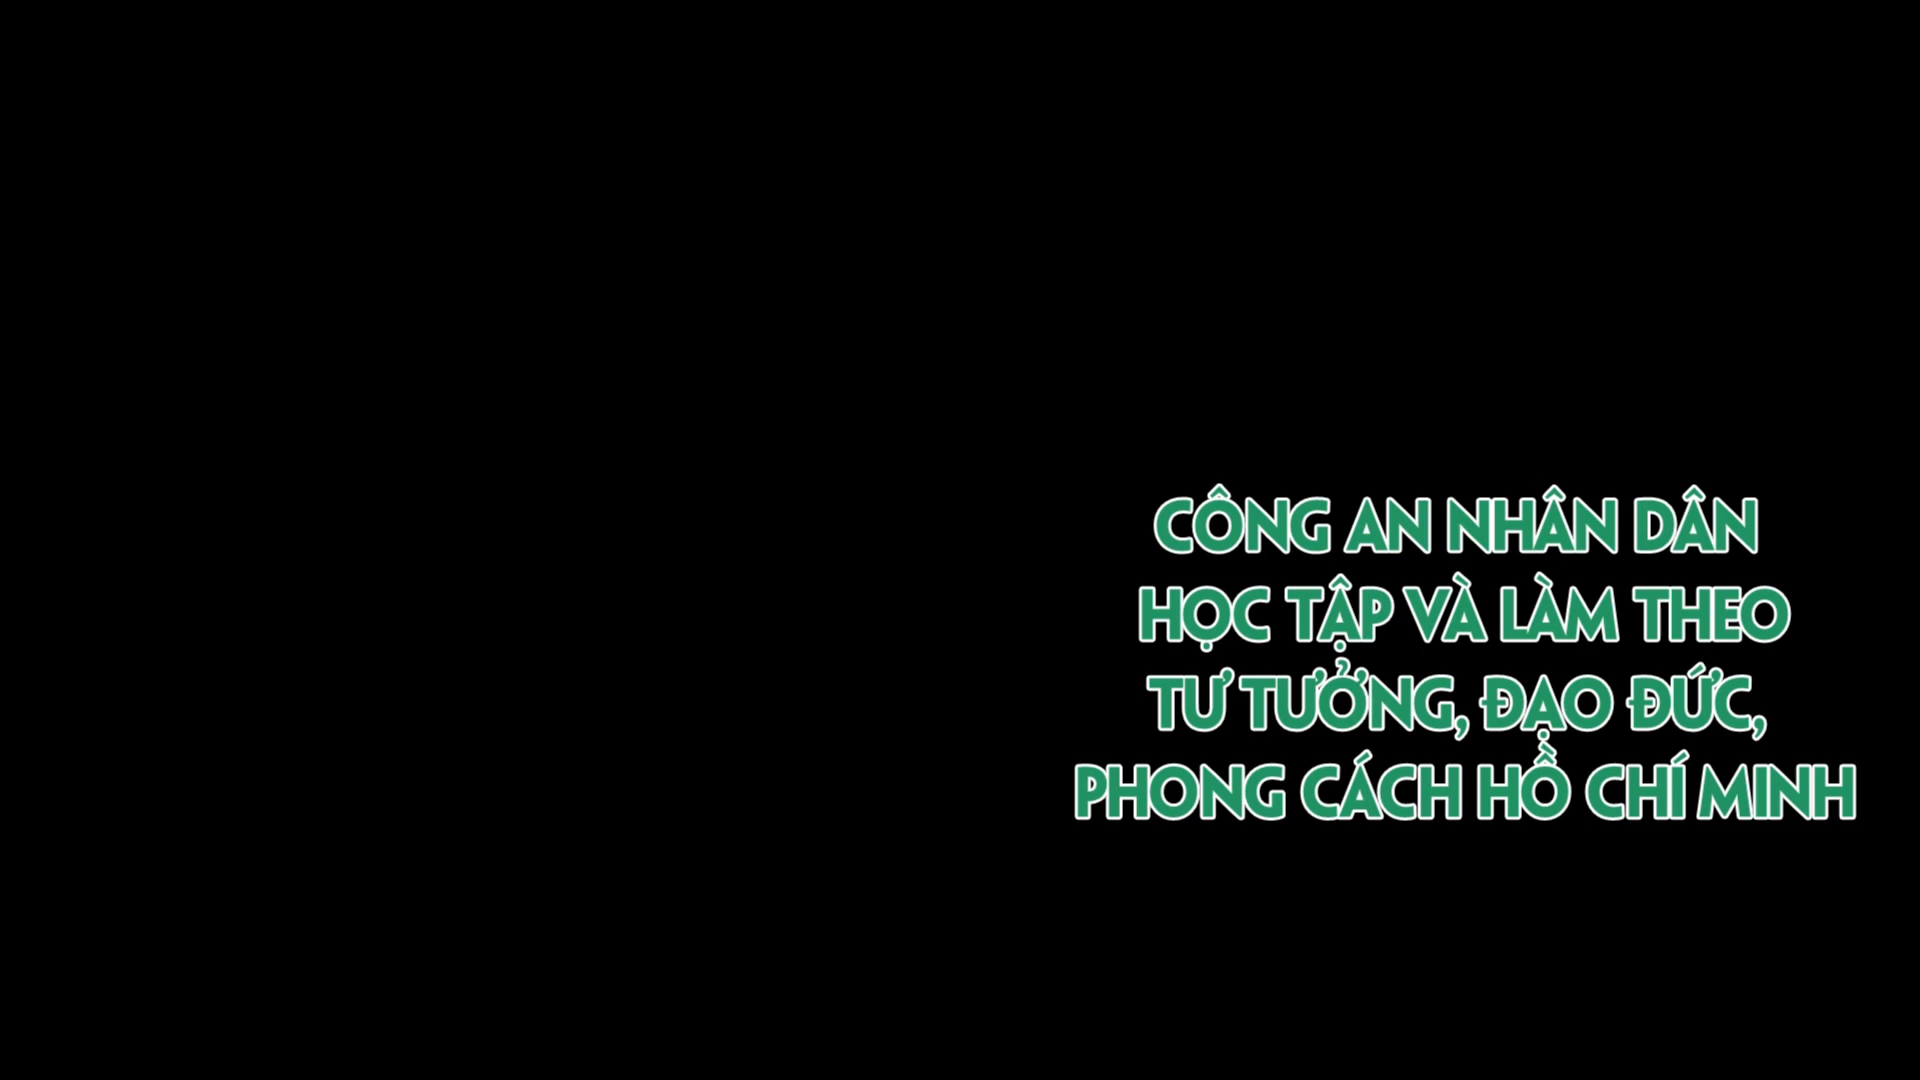 CÔNG AN NHÂN DÂN
HỌC TẬP VÀ LÀM THEO
TƯ TƯỞNG, ĐẠO ĐỨC,
PHONG CÁCH HỒ CHÍ MINH